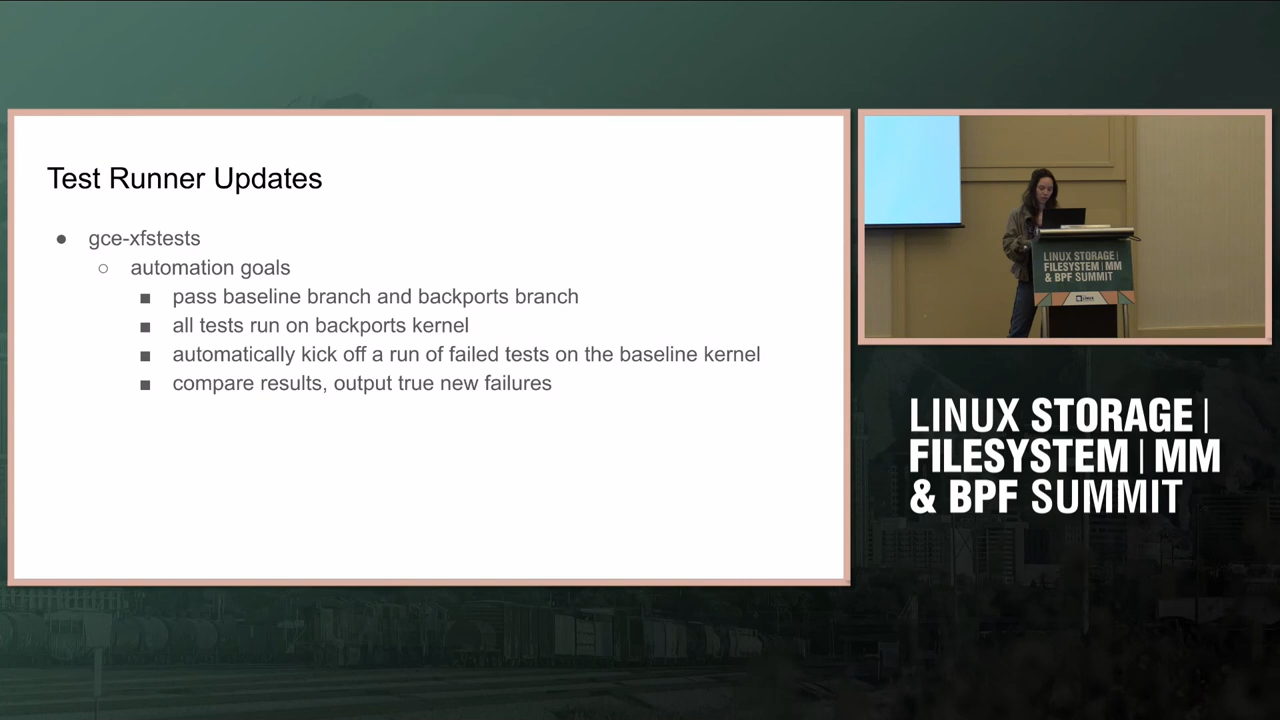 Test Runner Updates
● gce-xfstests
○ automation goals
■ pass baseline branch and backports branch
■ all tests run on backports kernel
■ automatically kick off a run of failed tests on the baseline kernel
■ compare results, output true new failures
LINUX STORAGE|
FILESYSTEM|MM
& BPF SUMMIT
LINUX STORAGE|
FILESYSTEM|MM
& BPF SUMMIT